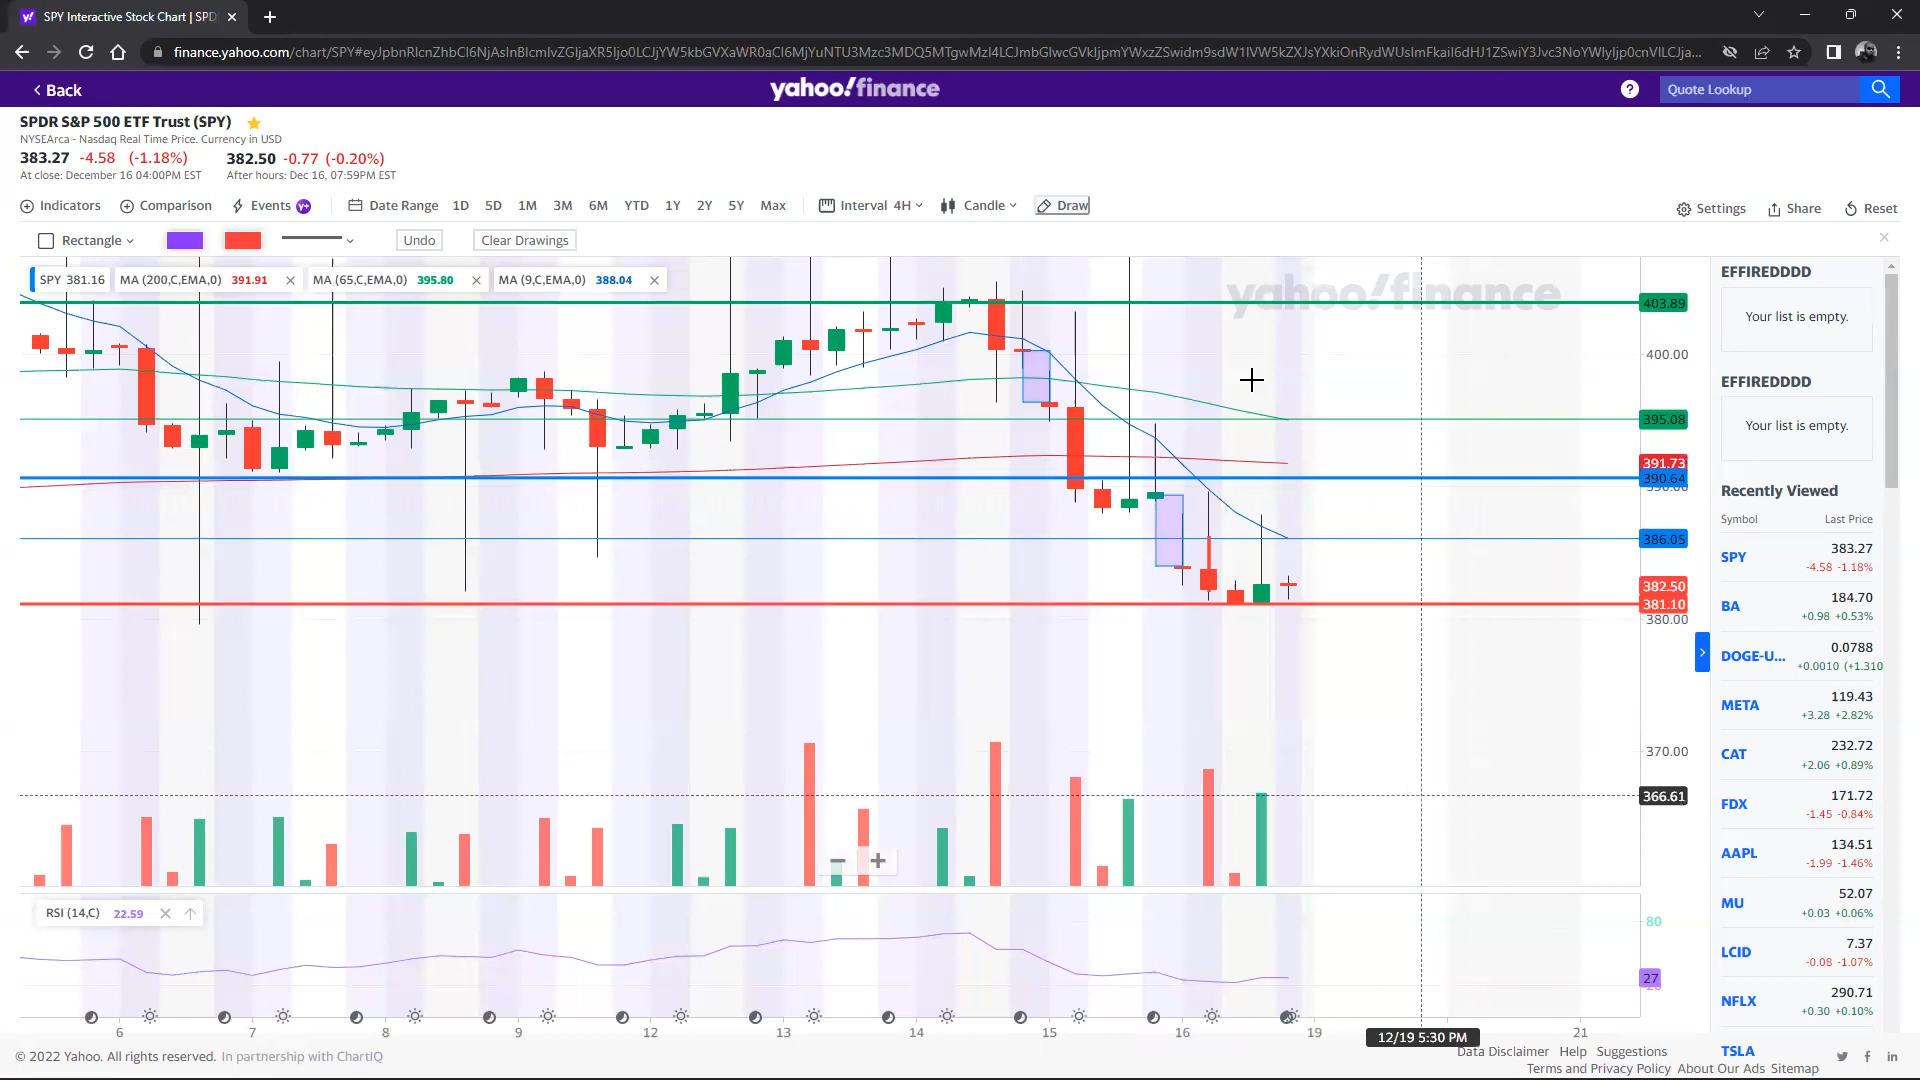 SPY Interactive Stock Chart | SPD
finance.yahoo.com/chart/SPY#
Back
yahoo!finance
Quote Lookup
SPDR S&P 500 ETF Trust (SPY)
NYSEArca - Nasdaq Real Time Price. Currency in USD
383.27 -4.58 (-1.18%) 382.50 -0.77 (-0.20%)
At close: December 16 04:00PM EST After hours: Dec 16, 07:59PM EST
Indicators Comparison Events Y+ Date Range 1D 5D 1M 3M 6M YTD 1Y 2Y 5Y Max Interval 4H Candle Draw Settings Share Reset
Rectangle Undo Clear Drawings
SPY 381.16 MA (200,C,EMA,0) 391.91 MA (65,C,EMA,0) 395.80 MA (9,C,EMA,0) 388.04
yahoo!finance
403.89
400.00
395.08
391.73
390.64
390.00
386.05
382.50
381.10
380.00
370.00
366.61
RSI (14,C) 22.59
80
27
20
6 7 8 9 12 13 14 15 16 19 21
12/19 5:30 PM
EFFIREDDDD
Your list is empty.
EFFIREDDDD
Your list is empty.
Recently Viewed
Symbol Last Price
SPY 383.27
-4.58 -1.18%
BA 184.70
+0.98 +0.53%
DOGE-U... 0.0788
+0.0010 (+1.310
META 119.43
+3.28 +2.82%
CAT 232.72
+2.06 +0.89%
FDX 171.72
-1.45 -0.84%
AAPL 134.51
-1.99 -1.46%
MU 52.07
+0.03 +0.06%
LCID 7.37
-0.08 -1.07%
NFLX 290.71
+0.30 +0.10%
TSLA
© 2022 Yahoo. All rights reserved. In partnership with ChartIQ
Data Disclaimer Help Suggestions
Terms and Privacy Policy About Our Ads Sitemap